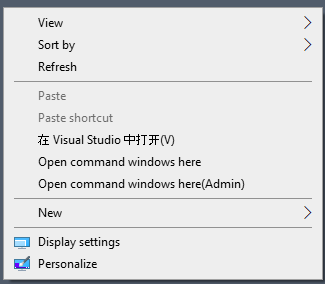 View
Sort by
Refresh
Paste
Paste shortcut
在 Visual Studio 中打开(V)
Open command windows here
Open command windows here(Admin)
New
Display settings
Personalize